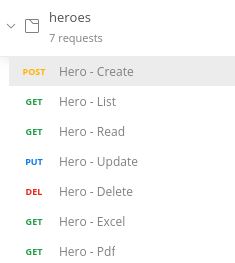 heroes
7 requests
POST Hero - Create
GET Hero - List
GET Hero - Read
PUT Hero - Update
DEL Hero - Delete
GET Hero - Excel
GET Hero - Pdf